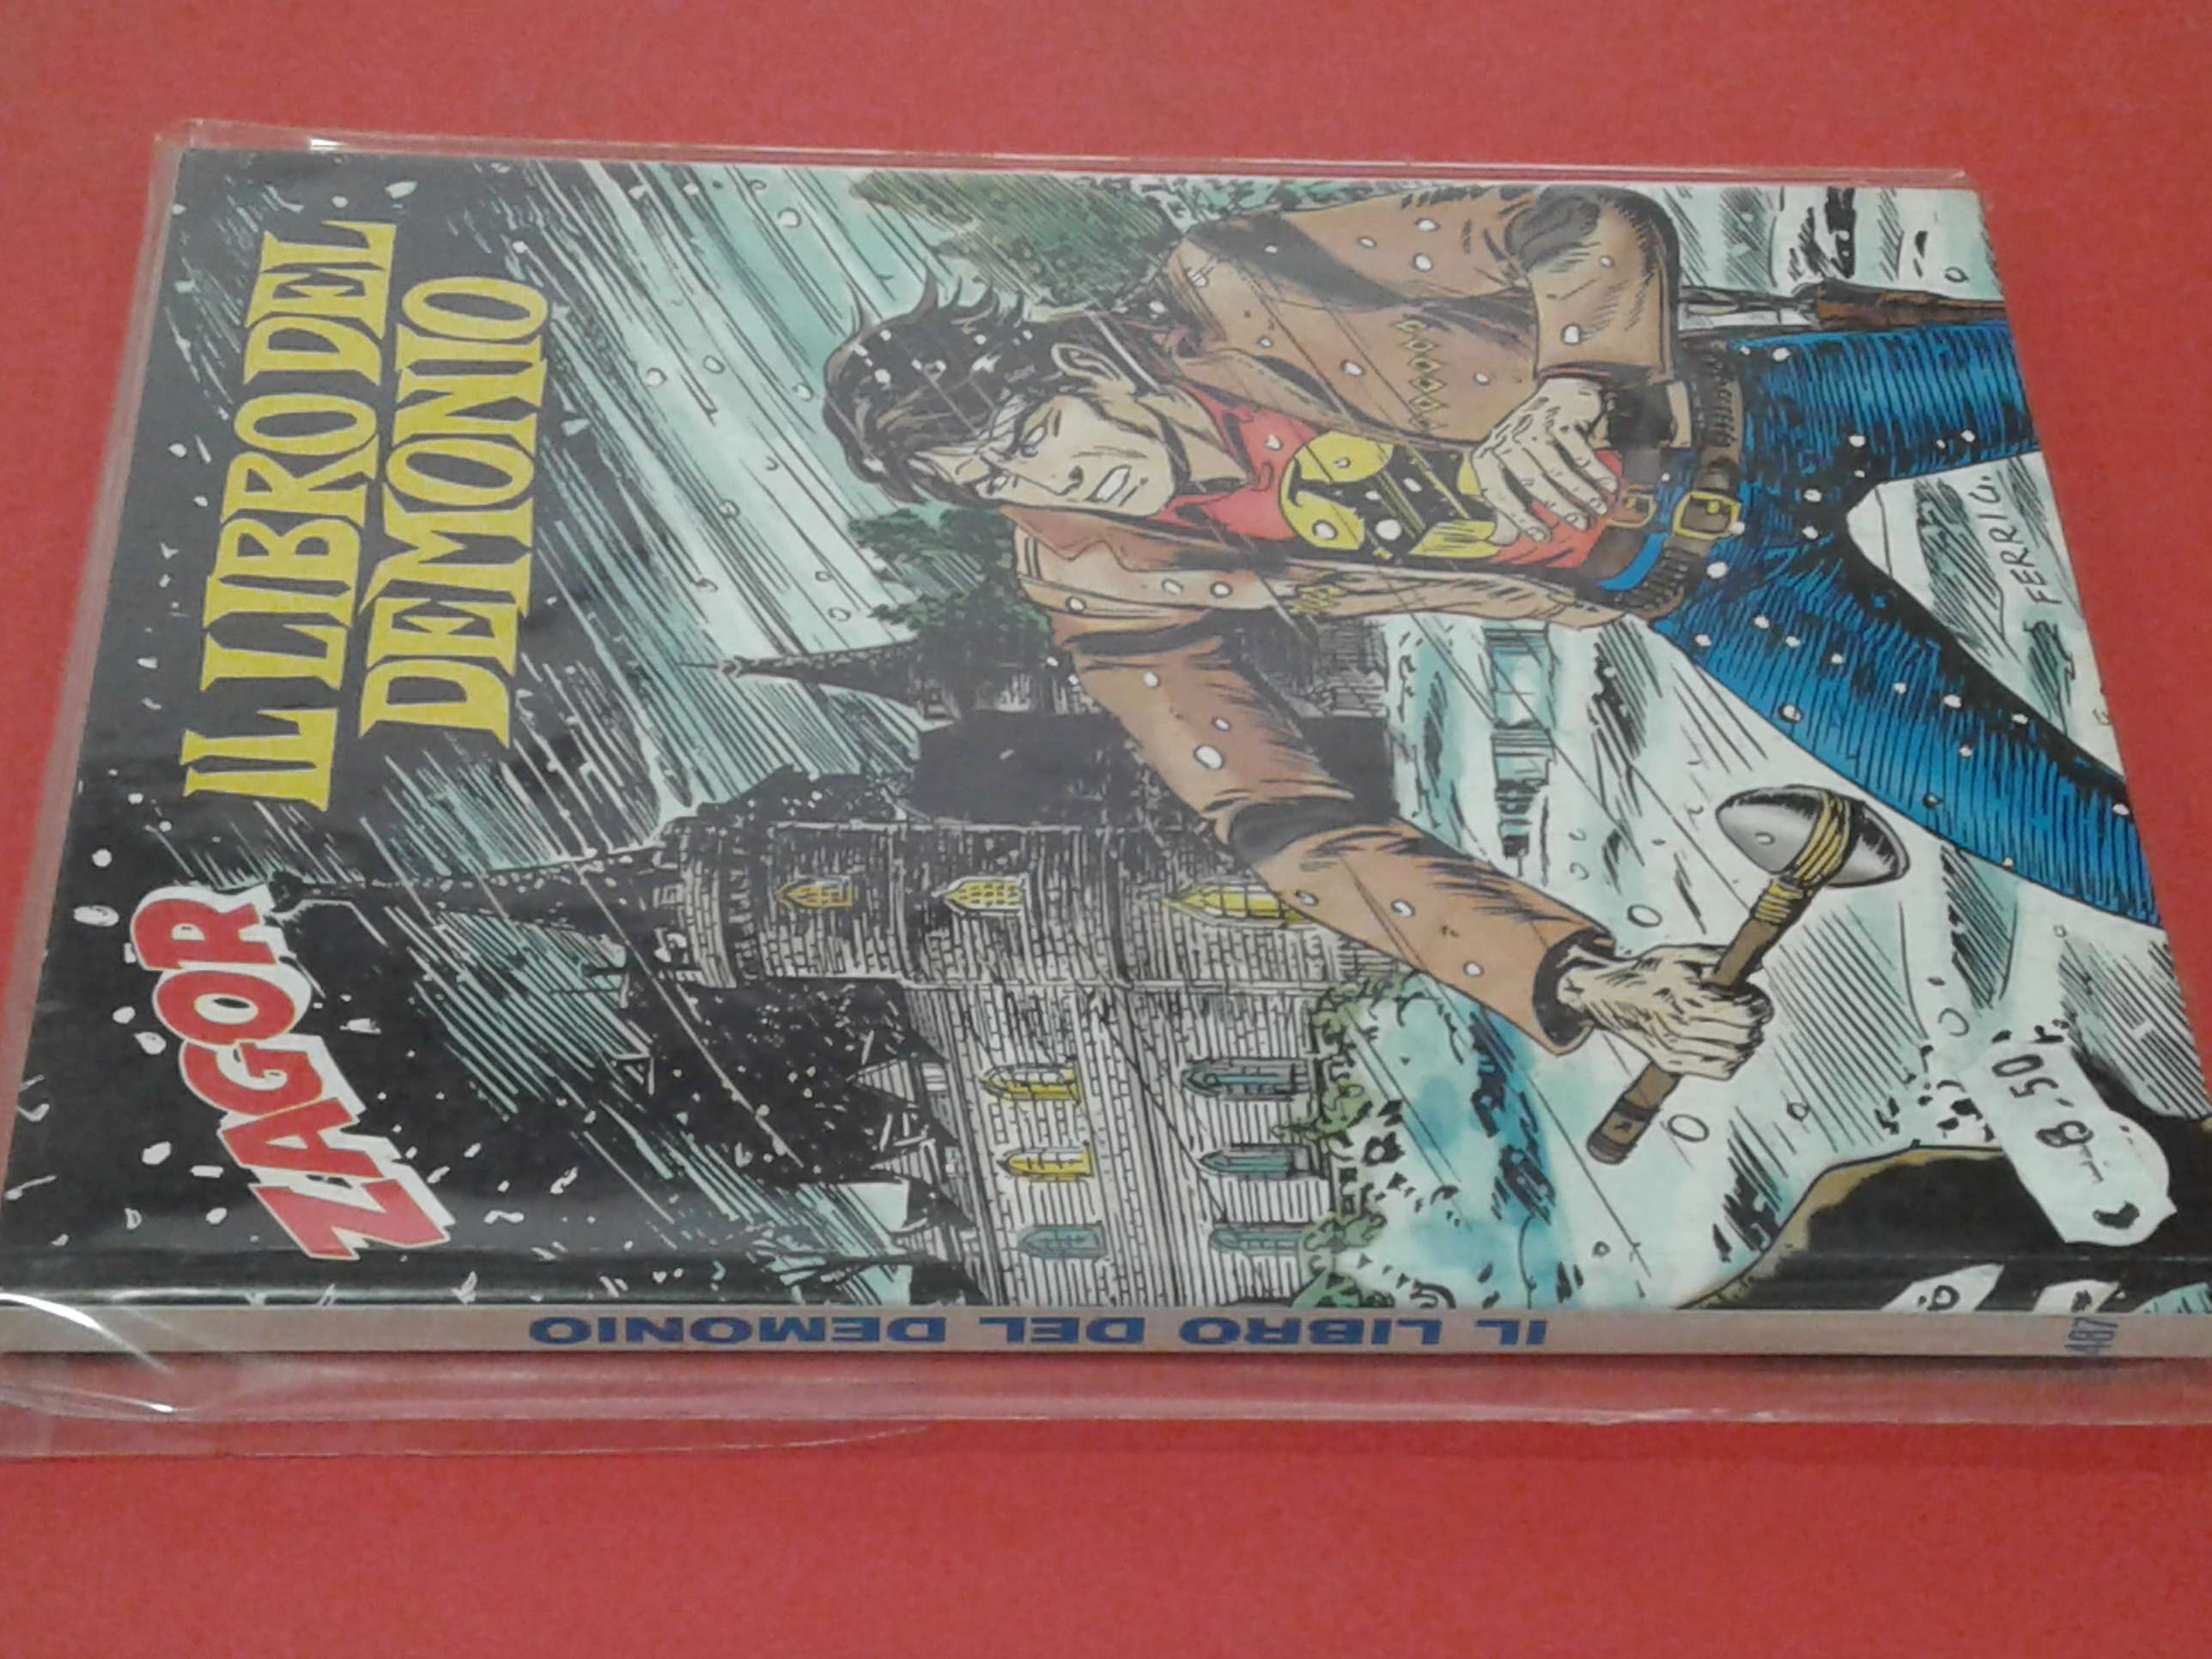 ZAGOR
IL LIBRO DEL
DEMONIO
FERRI
8.50
IL LIBRO DEL DEMONIO
487